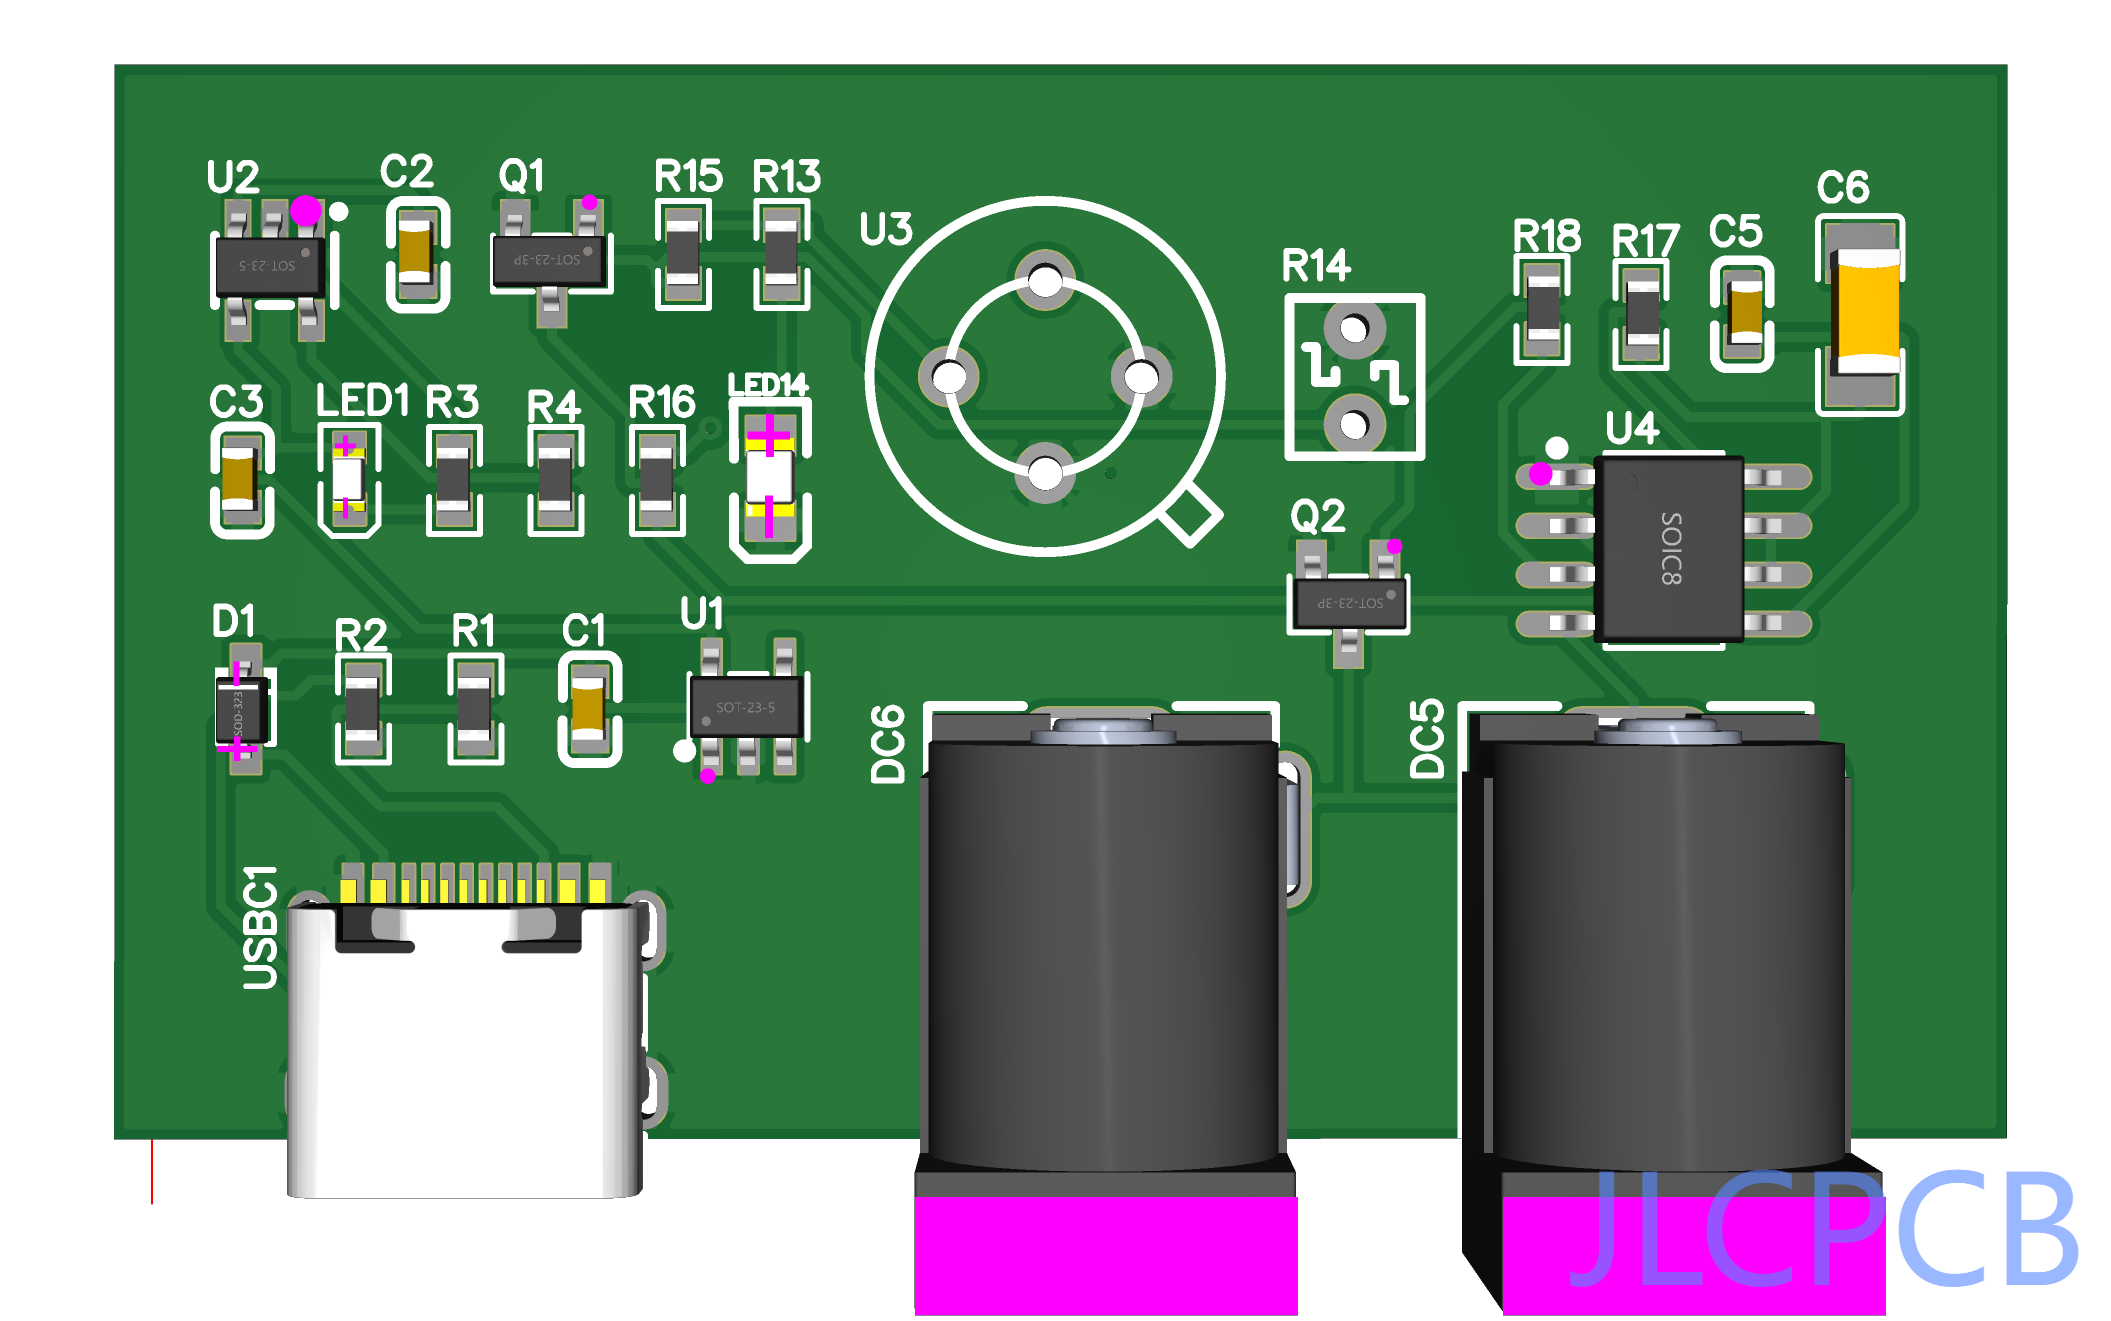 U2
C2
Q1
R15
R13
U3
R14
R18
R17
C5
C6
SOT-23-5
SOT-23-3P
C3
LED1
R3
R4
R16
LED14
U4
SOIC8
Q2
SOT-23-3P
D1
R2
R1
C1
U1
SOD-323
SOT-23-5
DC6
DC5
USBC1
JLCPCB